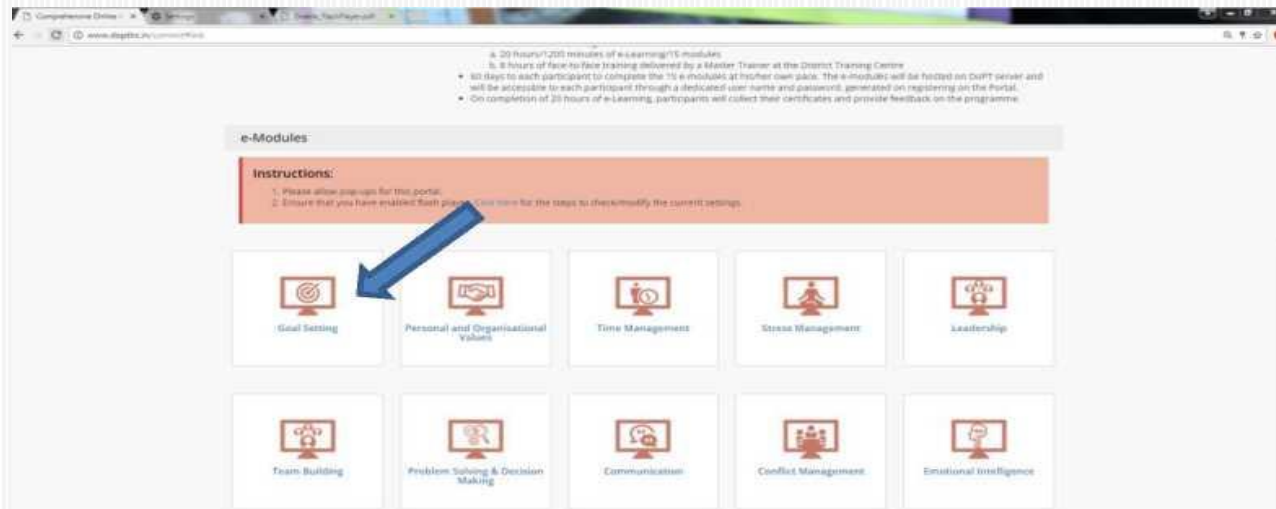 Comprehensive Online
Settings
a. 20 hours/1200 minutes of e-Learning/15 modules
b. 8 hours of face-to-face training delivered by a Master Trainer at the District Training Centre
60 days to each participant to complete the 15 e-modules at his/her own pace. The e-modules will be hosted on DoPT server and
will be accessible to each participant through a dedicated user name and password, generated on registering on the Portal.
On completion of 20 hours of e-Learning, participants will collect their certificates and provide feedback on the programme.
e-Modules
Instructions:
1. Please allow pop-ups for this portal.
2. Ensure that you have enabled flash player. Click here for the steps to check/modify the current settings.
Goal Setting
Personal and Organisational
Values
Time Management
Stress Management
Leadership
Team Building
Problem Solving & Decision
Making
Communication
Conflict Management
Emotional Intelligence